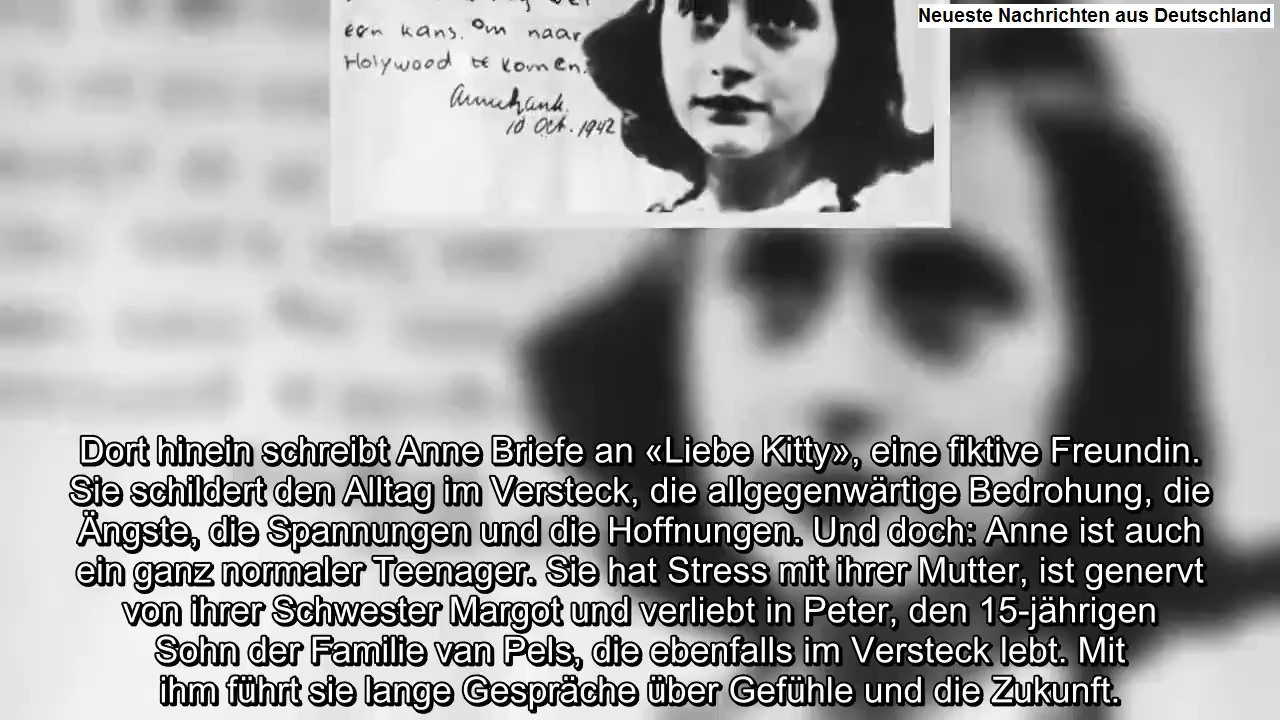 Neueste Nachrichten aus Deutschland
een kans. om naar
Holywood te komen.
Annefrank.
10 Oct. 1942
Dort hinein schreibt Anne Briefe an «Liebe Kitty», eine fiktive Freundin.
Sie schildert den Alltag im Versteck, die allgegenwärtige Bedrohung, die
Ängste, die Spannungen und die Hoffnungen. Und doch: Anne ist auch
ein ganz normaler Teenager. Sie hat Stress mit ihrer Mutter, ist genervt
von ihrer Schwester Margot und verliebt in Peter, den 15-jährigen
Sohn der Familie van Pels, die ebenfalls im Versteck lebt. Mit
ihm führt sie lange Gespräche über Gefühle und die Zukunft.